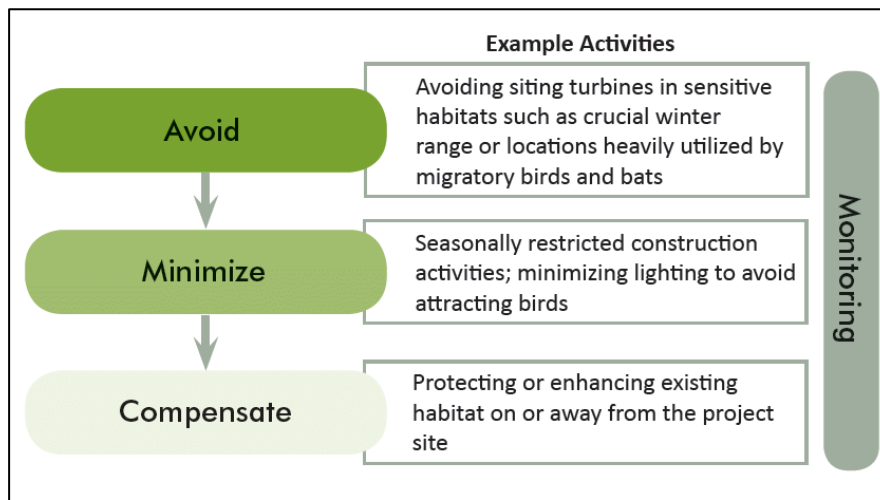 Example Activities
Avoid
Avoiding siting turbines in sensitive
habitats such as crucial winter
range or locations heavily utilized by
migratory birds and bats
Minimize
Seasonally restricted construction
activities; minimizing lighting to avoid
attracting birds
Compensate
Protecting or enhancing existing
habitat on or away from the project
site
Monitoring